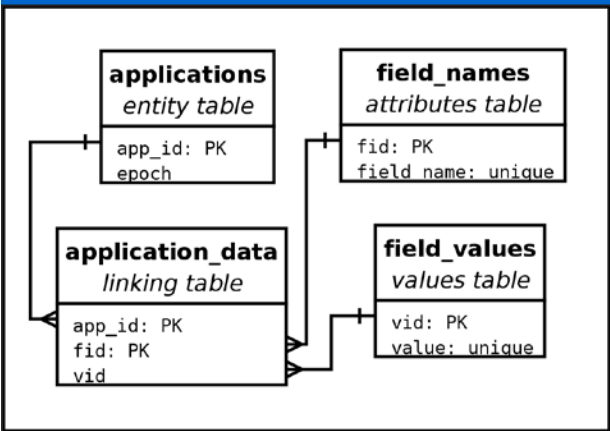 applications
entity table
app_id: PK
epoch
field_names
attributes table
fid: PK
field_name: unique
application_data
linking table
app_id: PK
fid: PK
vid
field_values
values table
vid: PK
value: unique